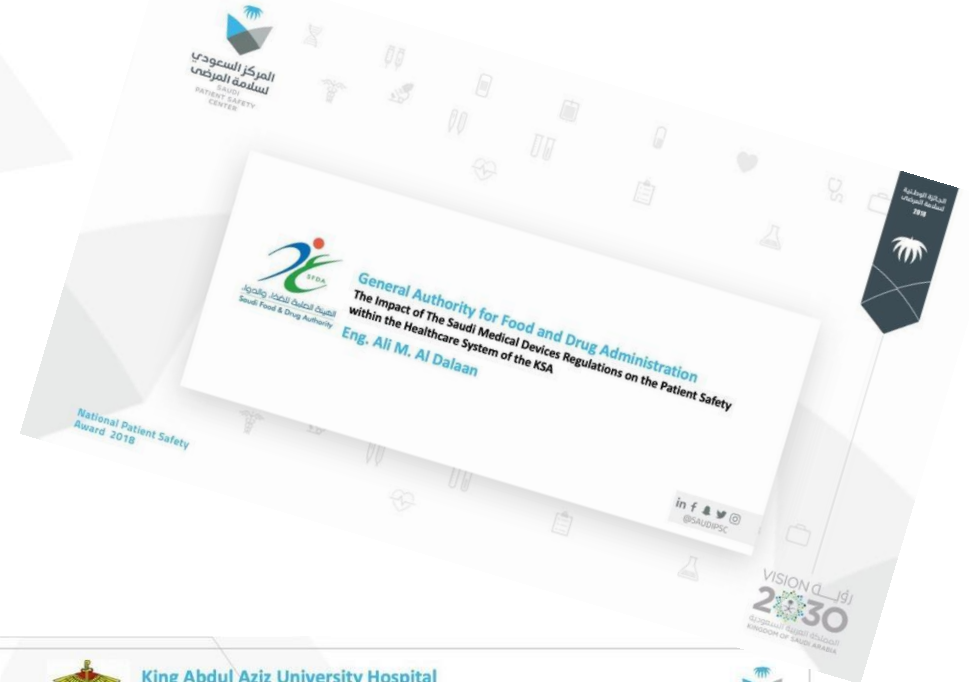 المركز السعودي
لسلامة المرضى
SAUDI
PATIENT SAFETY
CENTER
الجائزة الوطنية
لسلامة المرضى
2018
SFDA
الهيئة العامة للغذاء والدواء
Saudi Food & Drug Authority
General Authority for Food and Drug Administration
The Impact of The Saudi Medical Devices Regulations on the Patient Safety
within the Healthcare System of the KSA
Eng. Ali M. Al Dalaan
National Patient Safety
Award 2018
in f
@SAUDIPSC
VISION رؤيــة
2030
المملكة العربية السعودية
KINGDOM OF SAUDI ARABIA
King Abdul Aziz University Hospital